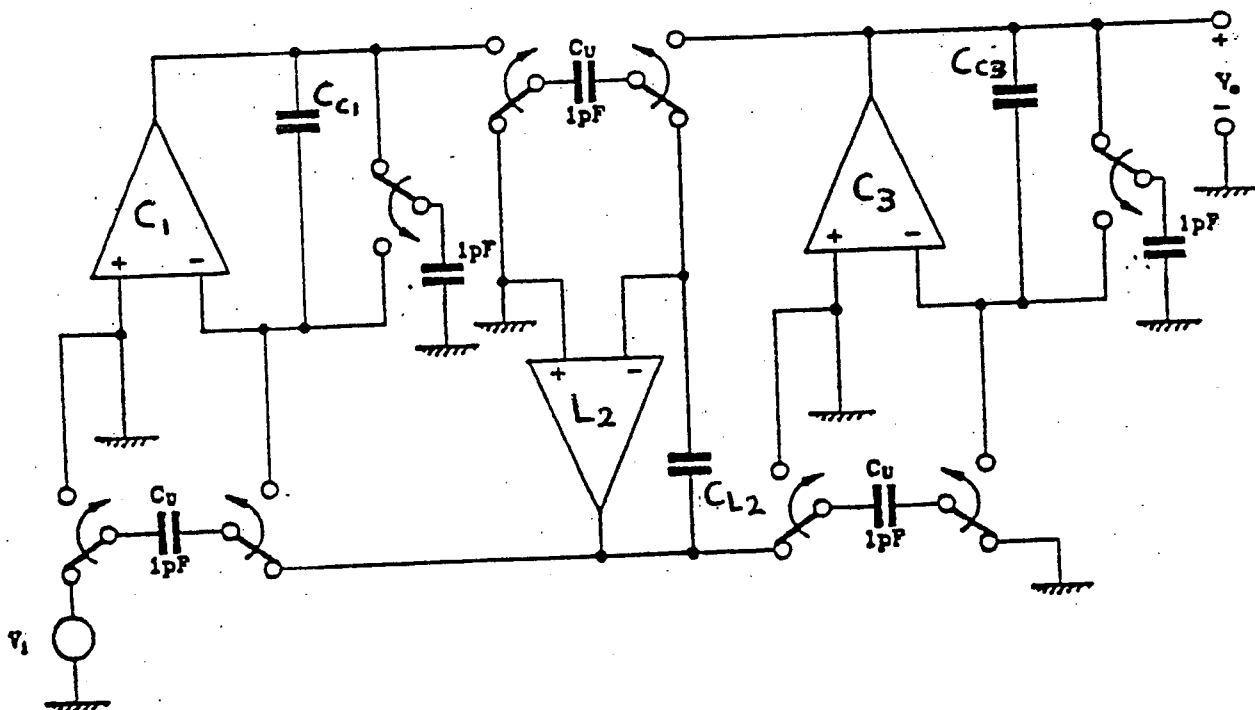 Cu
1pF
CC1
CC3
+
Vo
-
C1
1pF
C3
1pF
+ -
+ -
+ -
L2
CL2
Cu
1pF
Cu
1pF
Vi